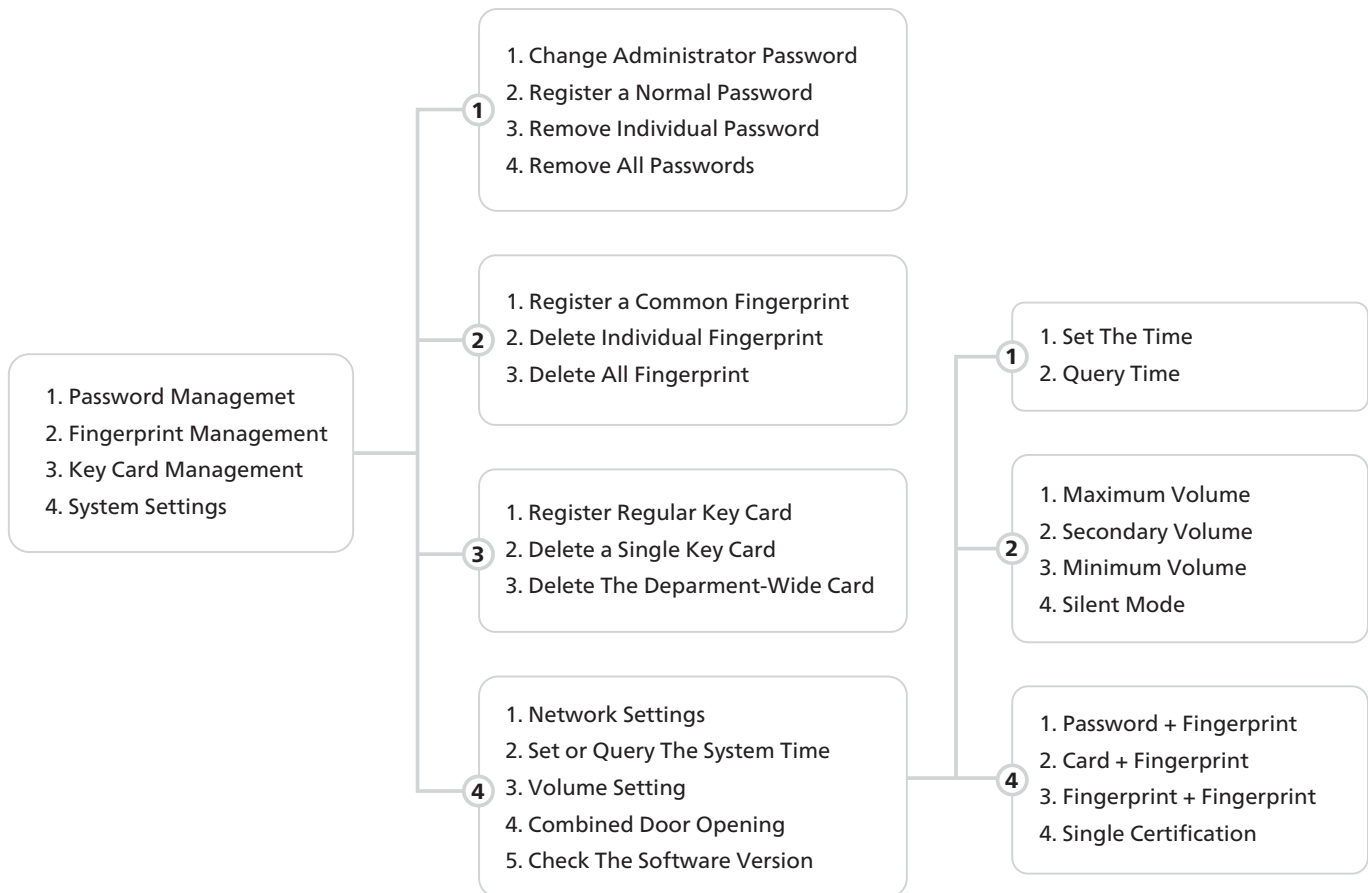 1. Password Managemet
2. Fingerprint Management
3. Key Card Management
4. System Settings
1
1. Change Administrator Password
2. Register a Normal Password
3. Remove Individual Password
4. Remove All Passwords
2
1. Register a Common Fingerprint
2. Delete Individual Fingerprint
3. Delete All Fingerprint
3
1. Register Regular Key Card
2. Delete a Single Key Card
3. Delete The Deparment-Wide Card
4
1. Network Settings
2. Set or Query The System Time
3. Volume Setting
4. Combined Door Opening
5. Check The Software Version
1
1. Set The Time
2. Query Time
2
1. Maximum Volume
2. Secondary Volume
3. Minimum Volume
4. Silent Mode
4
1. Password + Fingerprint
2. Card + Fingerprint
3. Fingerprint + Fingerprint
4. Single Certification